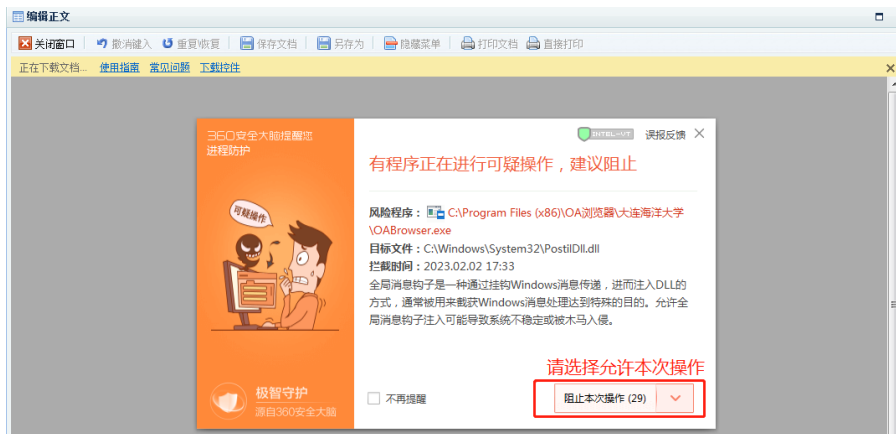 编辑正文
关闭窗口 撤消键入 重复恢复 保存文档 另存为 隐藏菜单 打印文档 直接打印
正在下载文档... 使用指南 常见问题 下载控件
360安全大脑提醒您
进程防护
INTEL-VT 误报反馈
有程序正在进行可疑操作，建议阻止
可疑操作
风险程序： C:\Program Files (x86)\OA浏览器\大连海洋大学
\OABrowser.exe
目标文件：C:\Windows\System32\PostilDll.dll
拦截时间：2023.02.02 17:33
全局消息钩子是一种通过挂钩Windows消息传递，进而注入DLL的
方式，通常被用来截获Windows消息处理达到特殊的目的。允许全
局消息钩子注入可能导致系统不稳定或被木马入侵。
请选择允许本次操作
极智守护
源自360安全大脑
不再提醒
阻止本次操作 (29)